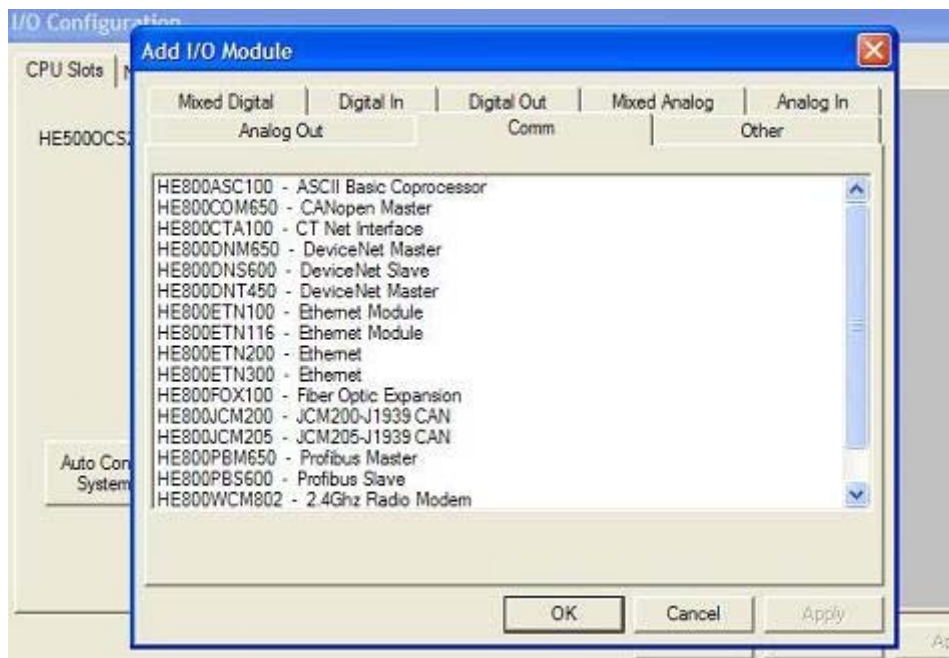 I/O Configuration
Add I/O Module
CPU Slots
Mixed Digital Digital In Digital Out Mixed Analog Analog In
Analog Out Comm Other
HE500OCS
HE800ASC100 - ASCII Basic Coprocessor
HE800COM650 - CANopen Master
HE800CTA100 - CT Net Interface
HE800DNM650 - DeviceNet Master
HE800DNS600 - DeviceNet Slave
HE800DNT450 - DeviceNet Master
HE800ETN100 - Ethernet Module
HE800ETN116 - Ethernet Module
HE800ETN200 - Ethernet
HE800ETN300 - Ethernet
HE800FOX100 - Fiber Optic Expansion
HE800JCM200 - JCM200-J1939 CAN
HE800JCM205 - JCM205-J1939 CAN
HE800PBM650 - Profibus Master
HE800PBS600 - Profibus Slave
HE800WCM802 - 2.4Ghz Radio Modem
Auto Con
System
OK Cancel Apply